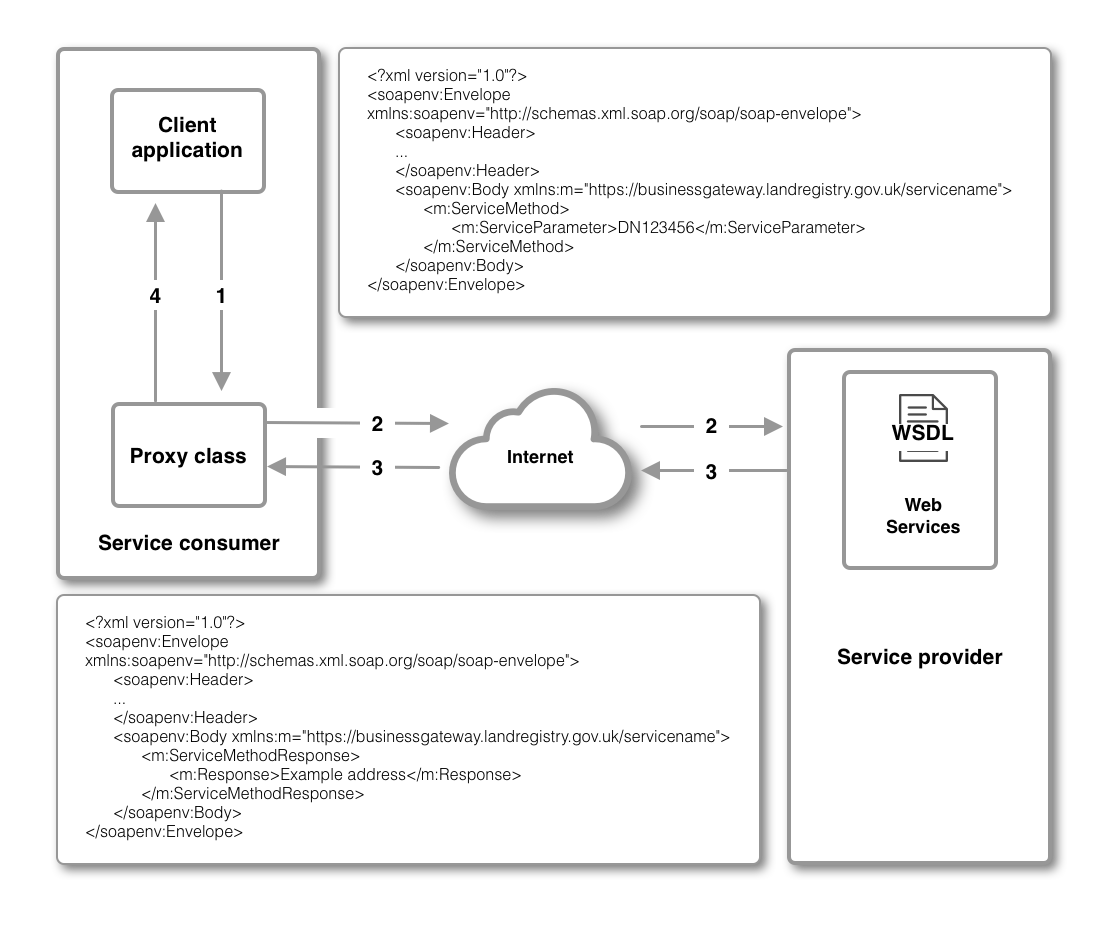 Client
application
4
1
Proxy class
Service consumer
<?xml version="1.0"?>
<soapenv:Envelope
xmlns:soapenv="http://schemas.xml.soap.org/soap/soap-envelope">
<soapenv:Header>
...
</soapenv:Header>
<soapenv:Body xmlns:m="https://businessgateway.landregistry.gov.uk/servicename">
<m:ServiceMethod>
<m:ServiceParameter>DN123456</m:ServiceParameter>
</m:ServiceMethod>
</soapenv:Body>
</soapenv:Envelope>
2
3
Internet
2
3
WSDL
Web
Services
Service provider
<?xml version="1.0"?>
<soapenv:Envelope
xmlns:soapenv="http://schemas.xml.soap.org/soap/soap-envelope">
<soapenv:Header>
...
</soapenv:Header>
<soapenv:Body xmlns:m="https://businessgateway.landregistry.gov.uk/servicename">
<m:ServiceMethodResponse>
<m:Response>Example address</m:Response>
</m:ServiceMethodResponse>
</soapenv:Body>
</soapenv:Envelope>